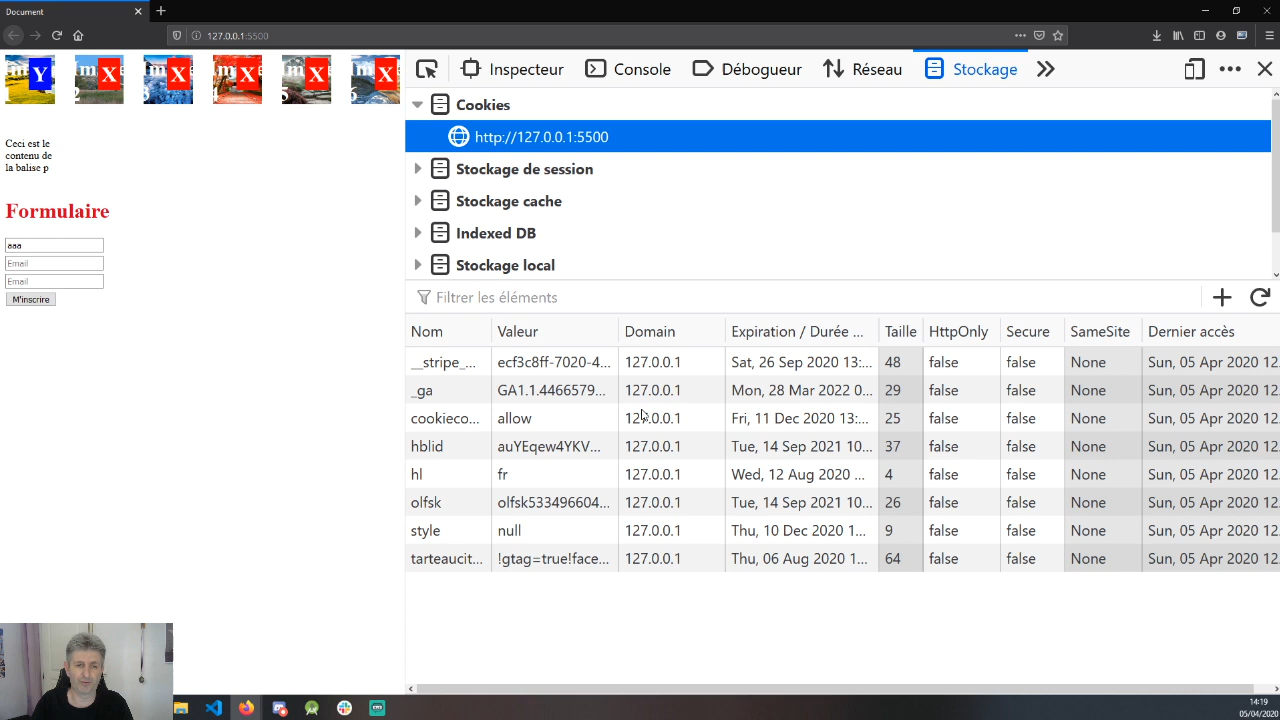 Document
127.0.0.1:5500
Y X X X X X
1 2 3 4 5 6
Ceci est le
contenu de
la balise p
Formulaire
aaa
Email
Email
M'inscrire
Inspecteur Console Débogueur Réseau Stockage
Cookies
http://127.0.0.1:5500
Stockage de session
Stockage cache
Indexed DB
Stockage local
Filtrer les éléments
Nom Valeur Domain Expiration / Durée ... Taille HttpOnly Secure SameSite Dernier accès
__stripe_... ecf3c8ff-7020-4... 127.0.0.1 Sat, 26 Sep 2020 13:... 48 false false None Sun, 05 Apr 2020 12
_ga GA1.1.4466579... 127.0.0.1 Mon, 28 Mar 2022 0... 29 false false None Sun, 05 Apr 2020 12
cookieco... allow 127.0.0.1 Fri, 11 Dec 2020 13:... 25 false false None Sun, 05 Apr 2020 12
hblid auYEqew4YKV... 127.0.0.1 Tue, 14 Sep 2021 10... 37 false false None Sun, 05 Apr 2020 12
hl fr 127.0.0.1 Wed, 12 Aug 2020 ... 4 false false None Sun, 05 Apr 2020 12
olfsk olfsk533496604... 127.0.0.1 Tue, 14 Sep 2021 10... 26 false false None Sun, 05 Apr 2020 12
style null 127.0.0.1 Thu, 10 Dec 2020 1... 9 false false None Sun, 05 Apr 2020 12
tarteaucit... !gtag=true!face... 127.0.0.1 Thu, 06 Aug 2020 1... 64 false false None Sun, 05 Apr 2020 12
14:19
05/04/2020